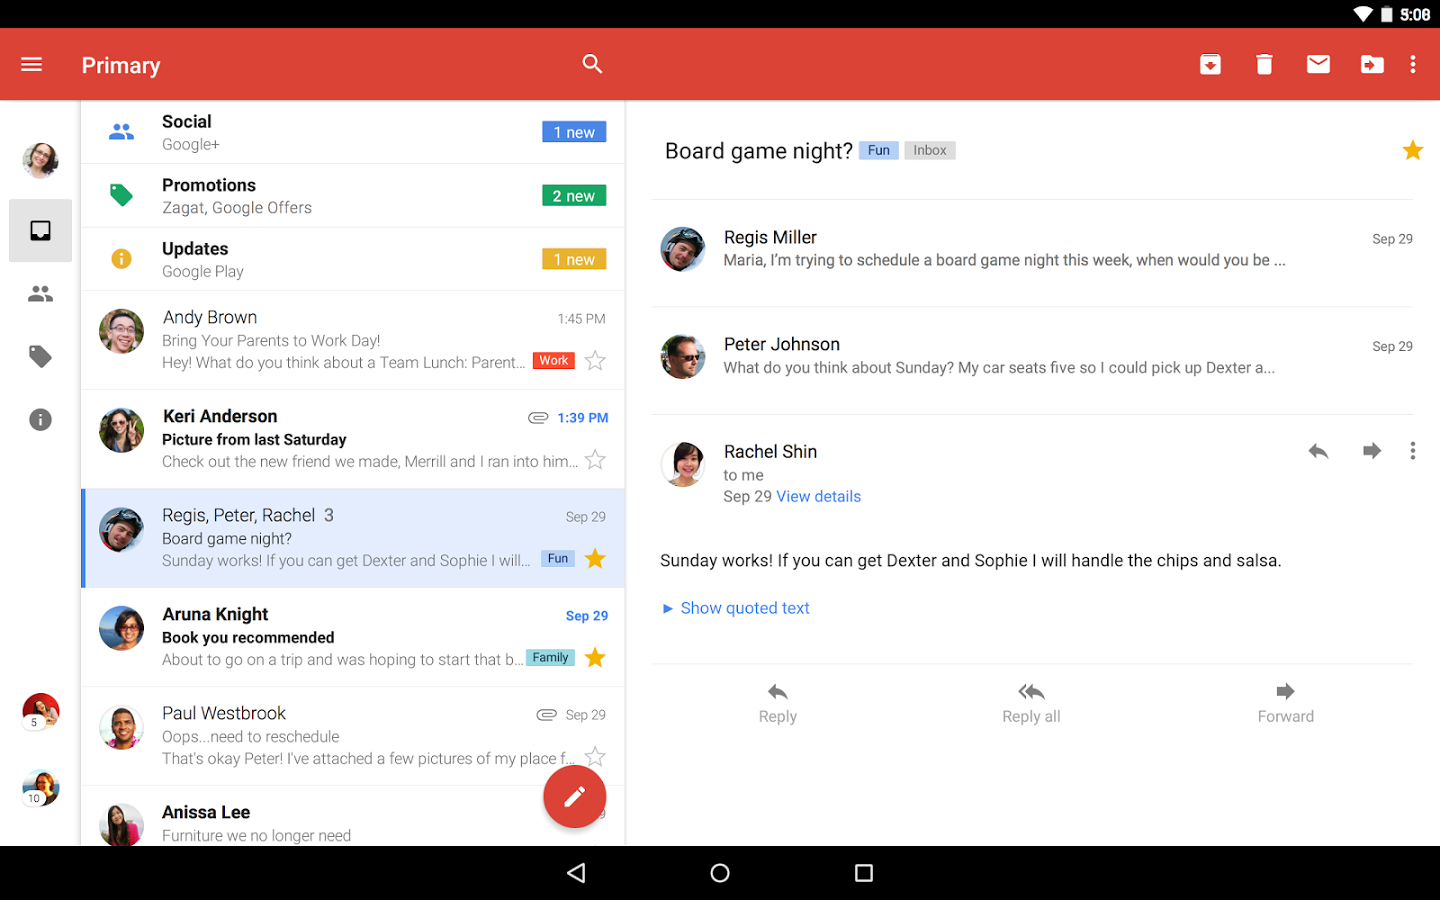 5:08
Primary
Social
Google+
1 new
Promotions
Zagat, Google Offers
2 new
Updates
Google Play
1 new
Andy Brown
1:45 PM
Bring Your Parents to Work Day!
Hey! What do you think about a Team Lunch: Parent...
Work
Keri Anderson
1:39 PM
Picture from last Saturday
Check out the new friend we made, Merrill and I ran into him...
Regis, Peter, Rachel 3
Sep 29
Board game night?
Sunday works! If you can get Dexter and Sophie I will...
Fun
Aruna Knight
Sep 29
Book you recommended
About to go on a trip and was hoping to start that b...
Family
Paul Westbrook
Sep 29
Oops...need to reschedule
That's okay Peter! I've attached a few pictures of my place f...
Anissa Lee
9
Furniture we no longer need
5
10
Board game night?
Fun
Inbox
Regis Miller
Sep 29
Maria, I'm trying to schedule a board game night this week, when would you be ...
Peter Johnson
Sep 29
What do you think about Sunday? My car seats five so I could pick up Dexter a...
Rachel Shin
to me
Sep 29 View details
Sunday works! If you can get Dexter and Sophie I will handle the chips and salsa.
► Show quoted text
Reply
Reply all
Forward